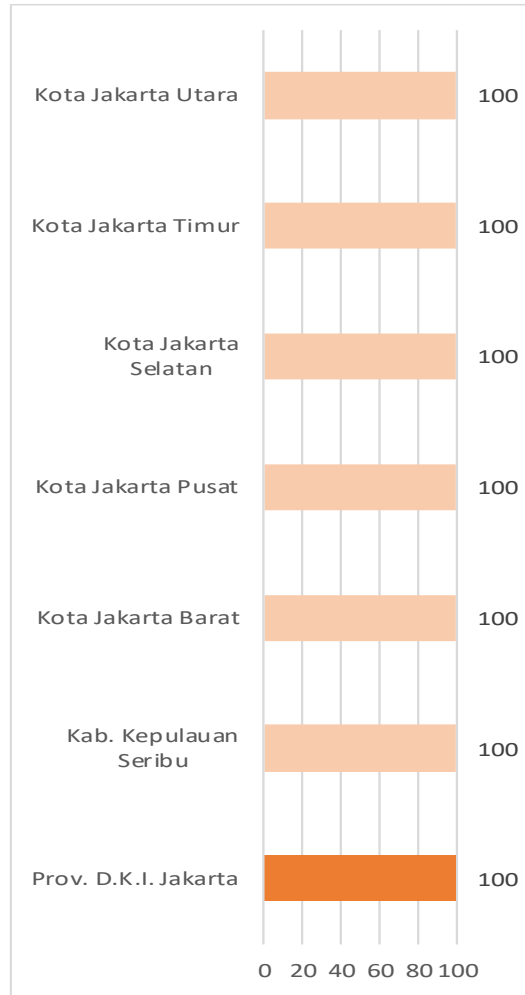 Kota Jakarta Utara
100
Kota Jakarta Timur
100
Kota Jakarta
Selatan
100
Kota Jakarta Pusat
100
Kota Jakarta Barat
100
Kab. Kepulauan
Seribu
100
Prov. D.K.I. Jakarta
100
0 20 40 60 80 100